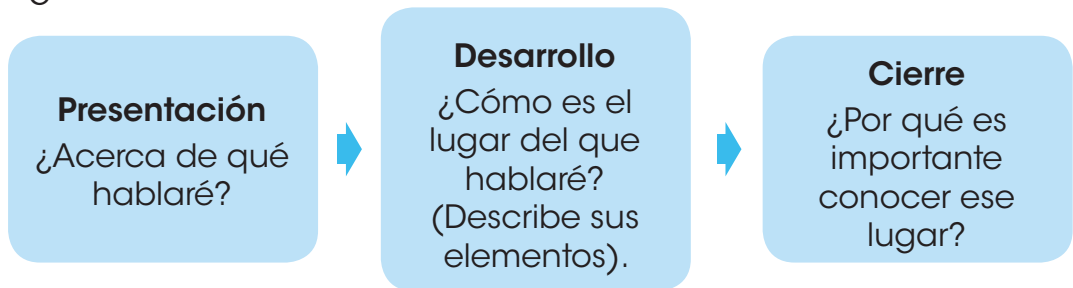 Presentación
¿Acerca de qué
hablaré?
Desarrollo
¿Cómo es el
lugar del que
hablaré?
(Describe sus
elementos).
Cierre
¿Por qué es
importante
conocer ese
lugar?